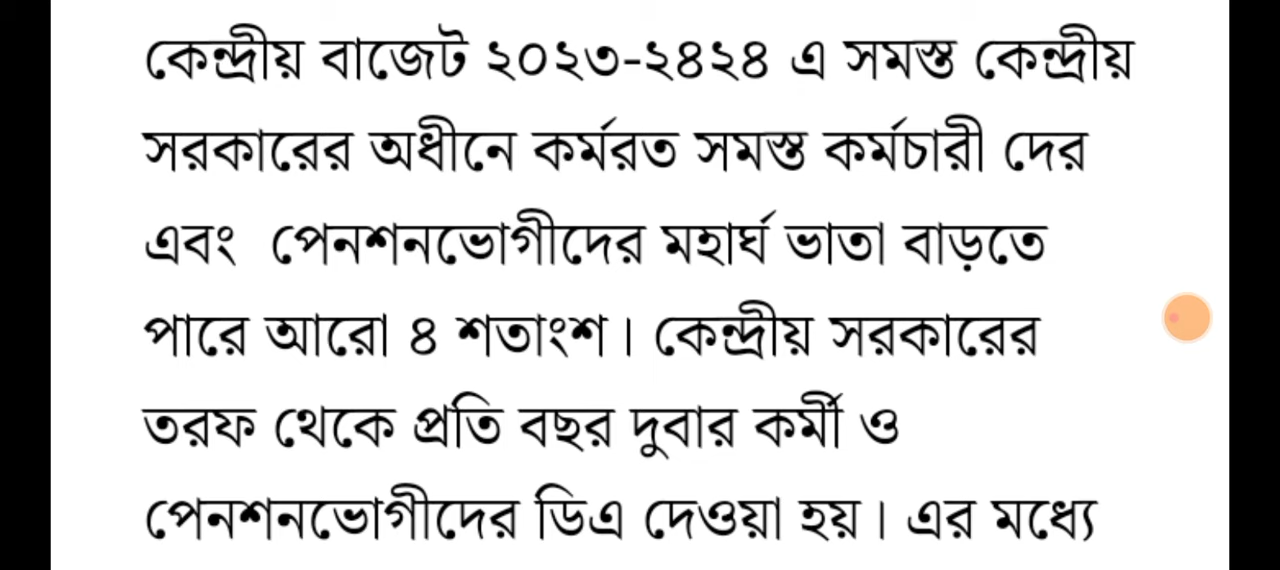 কেন্দ্রীয় বাজেট ২০২৩-২৪২৪ এ সমস্ত কেন্দ্রীয়
সরকারের অধীনে কর্মরত সমস্ত কর্মচারী দের
এবং পেনশনভোগীদের মহার্ঘ ভাতা বাড়তে
পারে আরো ৪ শতাংশ। কেন্দ্রীয় সরকারের
তরফ থেকে প্রতি বছর দুবার কর্মী ও
পেনশনভোগীদের ডিএ দেওয়া হয়। এর মধ্যে